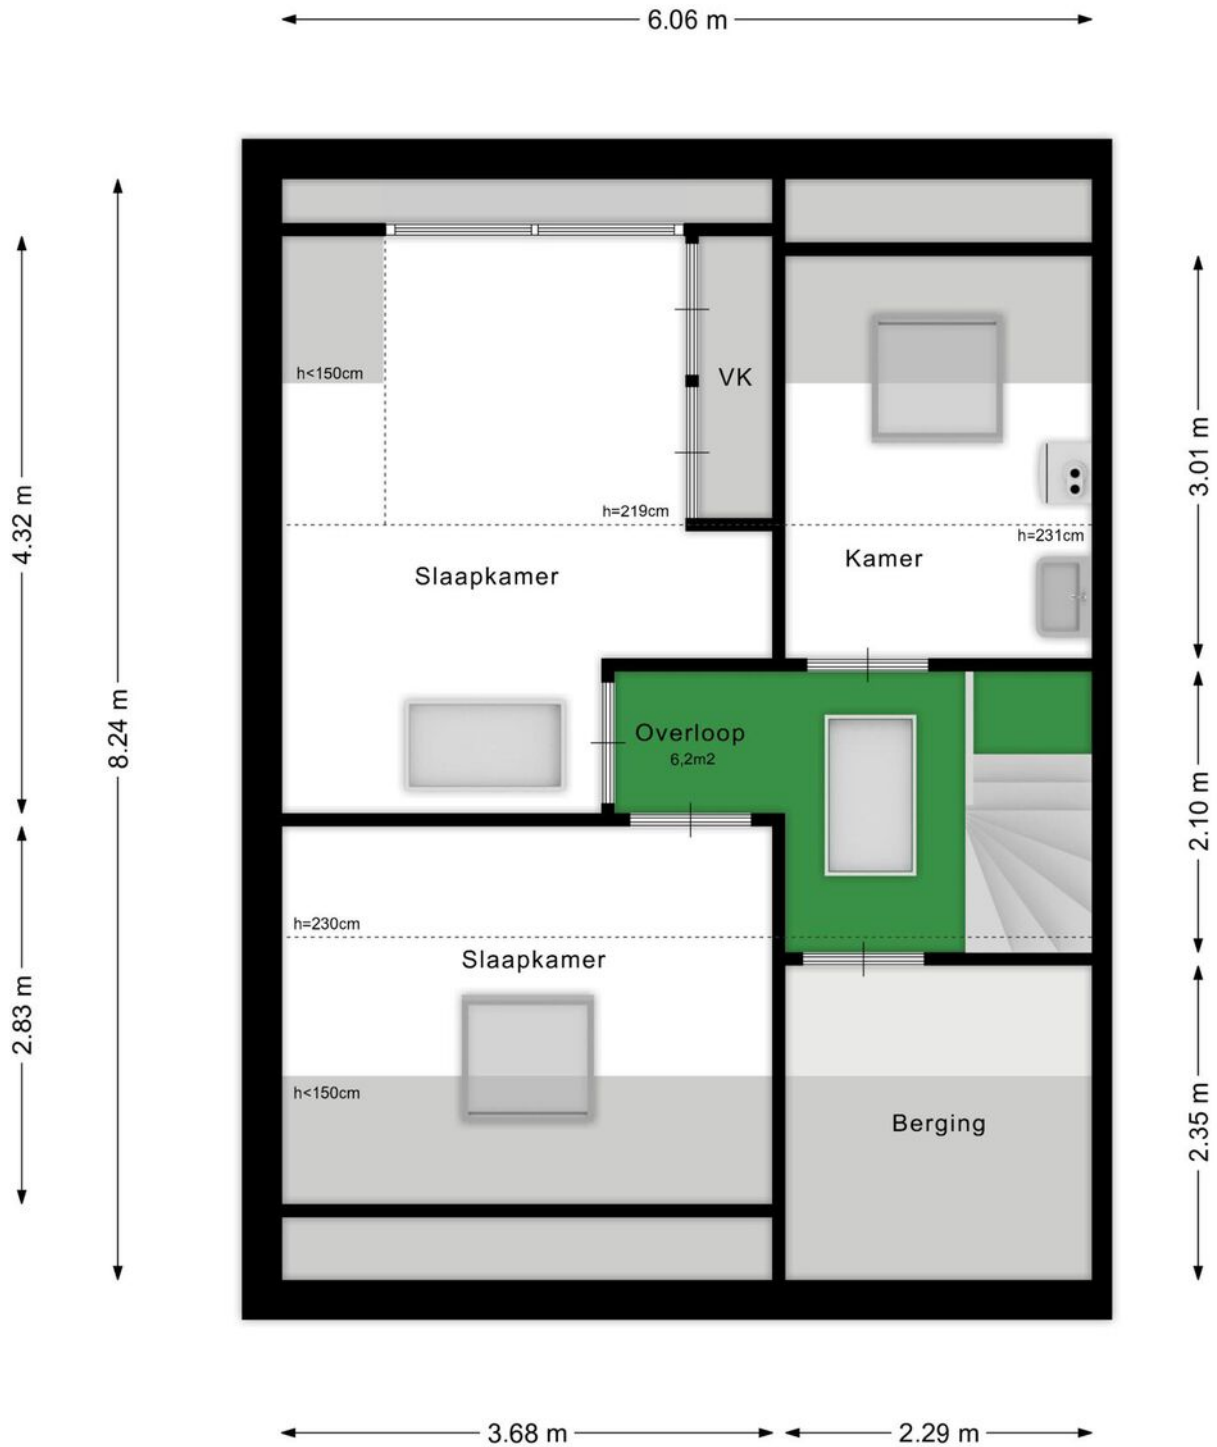 6.06 m
h<150cm
VK
3.01 m
4.32 m
h=219cm
h=231cm
Kamer
Slaapkamer
8.24 m
Overloop
6,2m2
2.10 m
h=230cm
Slaapkamer
2.83 m
h<150cm
Berging
2.35 m
3.68 m
2.29 m